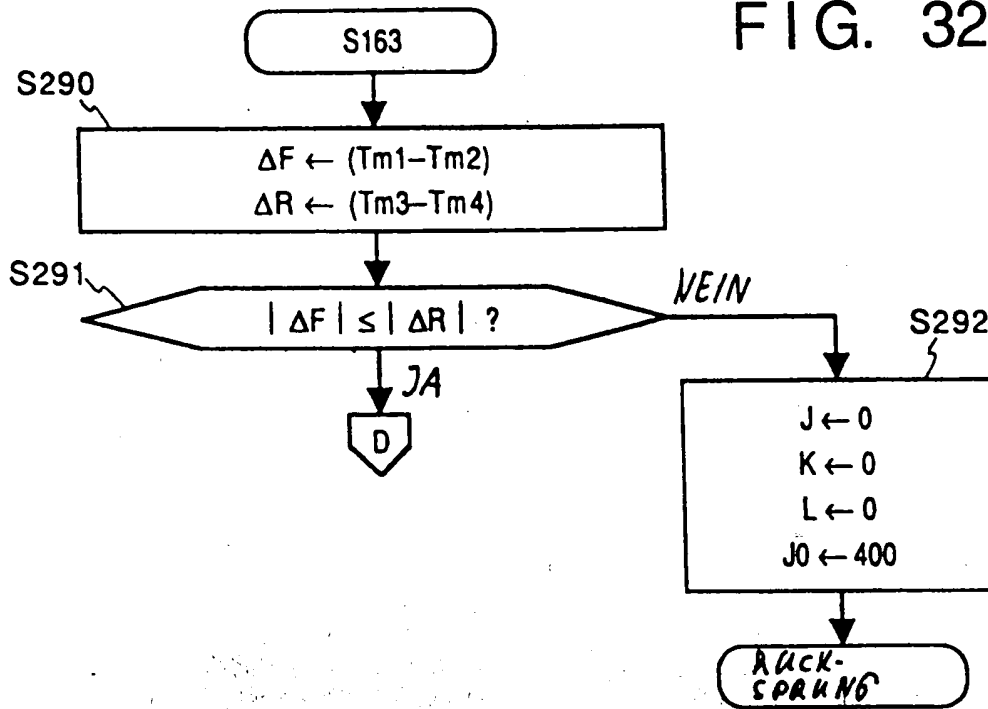 FIG. 32
S163
S290
ΔF ← (Tm1–Tm2)
ΔR ← (Tm3–Tm4)
S291
| ΔF | ≤ | ΔR | ?
NEIN
JA
D
S292
J ← 0
K ← 0
L ← 0
J0 ← 400
RUCK-
SPRUNG